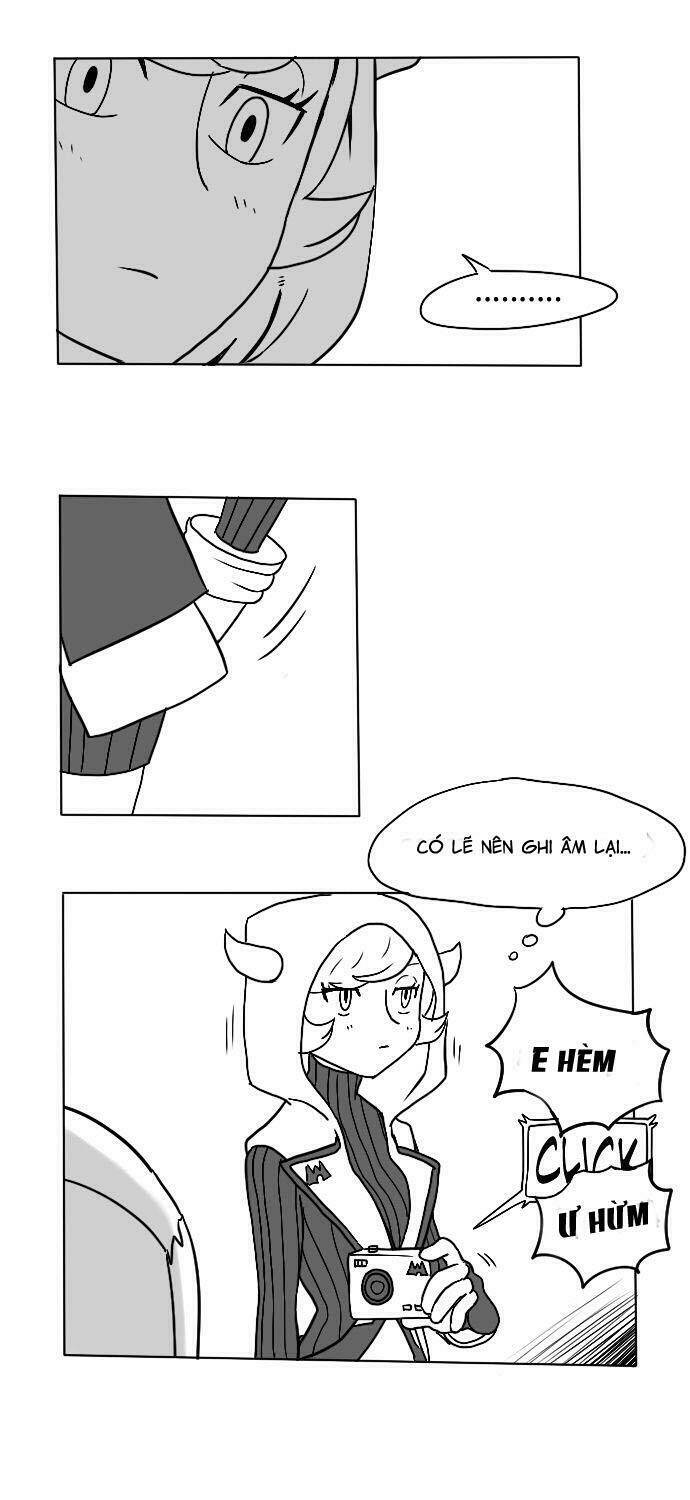 ..........
CÓ LẼ NÊN GHI ÂM LẠI...
E HÈM
CLICK
Ư HỪM